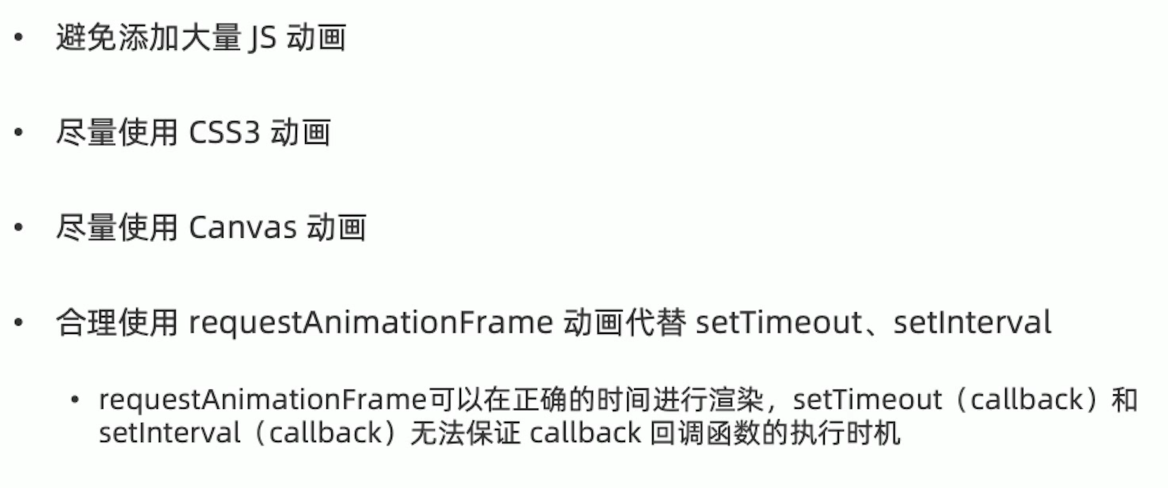 • 避免添加大量 JS 动画
• 尽量使用 CSS3 动画
• 尽量使用 Canvas 动画
• 合理使用 requestAnimationFrame 动画代替 setTimeout、setInterval
• requestAnimationFrame可以在正确的时间进行渲染，setTimeout（callback）和
setInterval（callback）无法保证 callback 回调函数的执行时机